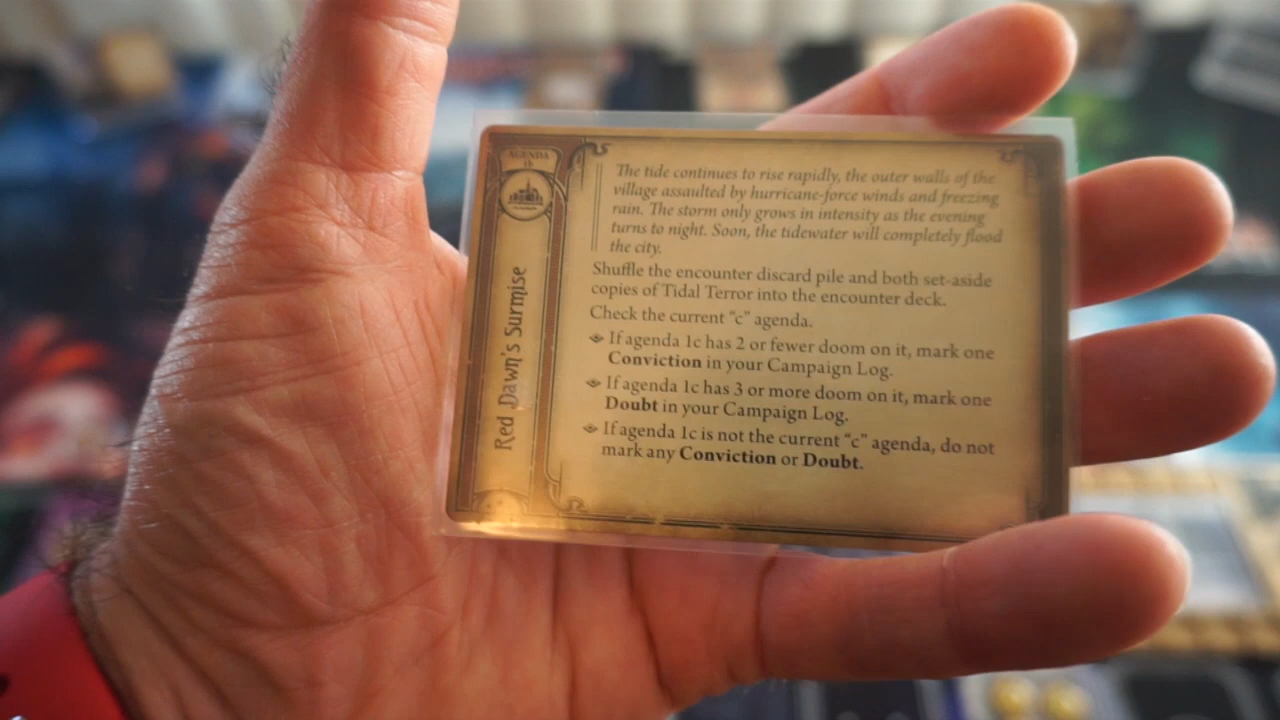 AGENDA
1b
Red Dawn's Surmise
The tide continues to rise rapidly, the outer walls of the
village assaulted by hurricane-force winds and freezing
rain. The storm only grows in intensity as the evening
turns to night. Soon, the tidewater will completely flood
the city.
Shuffle the encounter discard pile and both set-aside
copies of Tidal Terror into the encounter deck.
Check the current “c” agenda.
If agenda 1c has 2 or fewer doom on it, mark one
Conviction in your Campaign Log.
If agenda 1c has 3 or more doom on it, mark one
Doubt in your Campaign Log.
If agenda 1c is not the current “c” agenda, do not
mark any Conviction or Doubt.